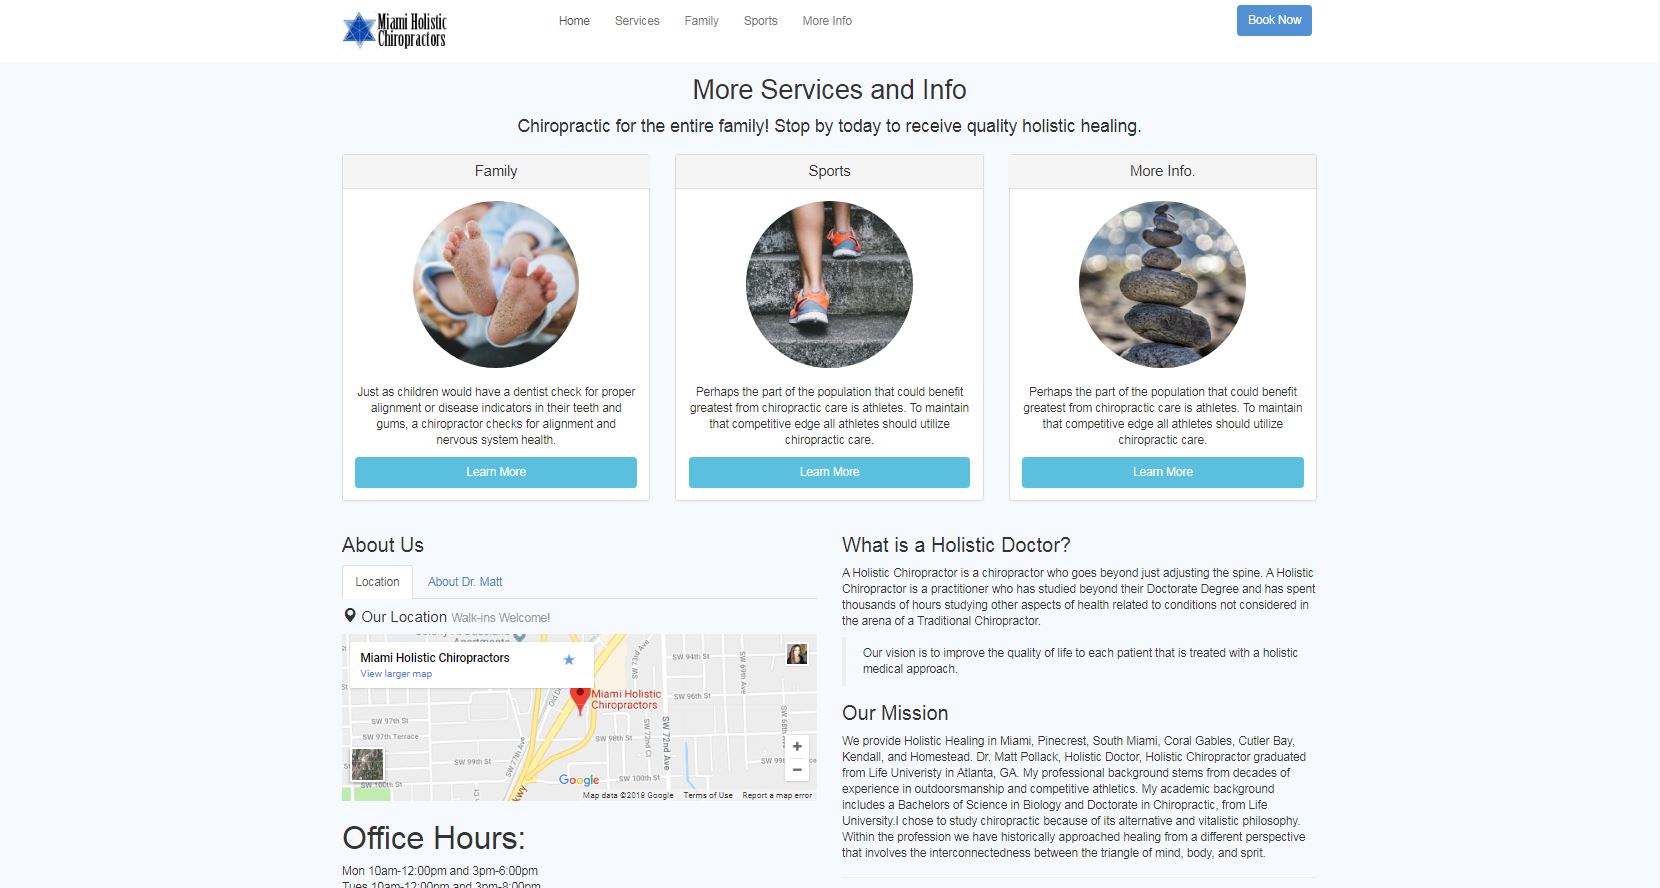 Miami Holistic
Chiropractors
Home Services Family Sports More Info
Book Now
More Services and Info
Chiropractic for the entire family! Stop by today to receive quality holistic healing.
Family
Just as children would have a dentist check for proper
alignment or disease indicators in their teeth and
gums, a chiropractor checks for alignment and
nervous system health.
Learn More
Sports
Perhaps the part of the population that could benefit
greatest from chiropractic care is athletes. To maintain
that competitive edge all athletes should utilize
chiropractic care.
Learn More
More Info.
Perhaps the part of the population that could benefit
greatest from chiropractic care is athletes. To maintain
that competitive edge all athletes should utilize
chiropractic care.
Learn More
About Us
Location About Dr. Matt
Our Location Walk-ins Welcome!
Miami Holistic Chiropractors
View larger map
Miami Holistic
Chiropractors
SW 73rd Ave
SW 94th St
SW 69th Ave
SW 96th St
SW 97th St
SW 97th Terrace
SW 98th St
SW 72nd Ct
SW 72nd Ave
SW 68th
SW 99th St
SW 77th Ave
SW 100th St
SW 100th St
Google
Map data ©2018 Google Terms of Use Report a map error
Office Hours:
Mon 10am-12:00pm and 3pm-6:00pm
Tues 10am-12:00pm and 3pm-8:00pm
What is a Holistic Doctor?
A Holistic Chiropractor is a chiropractor who goes beyond just adjusting the spine. A Holistic
Chiropractor is a practitioner who has studied beyond their Doctorate Degree and has spent
thousands of hours studying other aspects of health related to conditions not considered in
the arena of a Traditional Chiropractor.
Our vision is to improve the quality of life to each patient that is treated with a holistic
medical approach.
Our Mission
We provide Holistic Healing in Miami, Pinecrest, South Miami, Coral Gables, Cutler Bay,
Kendall, and Homestead. Dr. Matt Pollack, Holistic Doctor, Holistic Chiropractor graduated
from Life Univeristy in Atlanta, GA. My professional background stems from decades of
experience in outdoorsmanship and competitive athletics. My academic background
includes a Bachelors of Science in Biology and Doctorate in Chiropractic, from Life
University.I chose to study chiropractic because of its alternative and vitalistic philosophy.
Within the profession we have historically approached healing from a different perspective
that involves the interconnectedness between the triangle of mind, body, and sprit.